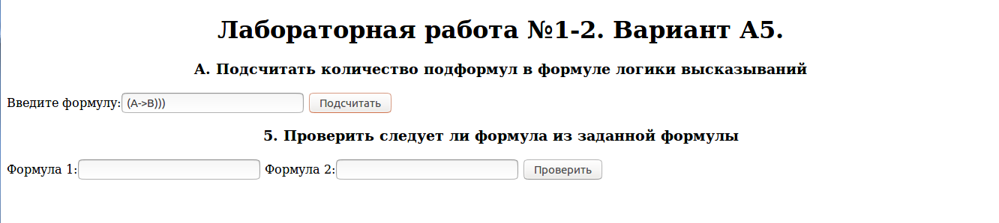 Лабораторная работа №1-2. Вариант А5.
А. Подсчитать количество подформул в формуле логики высказываний
Введите формулу: (A->B))) Подсчитать
5. Проверить следует ли формула из заданной формулы
Формула 1: Формула 2: Проверить